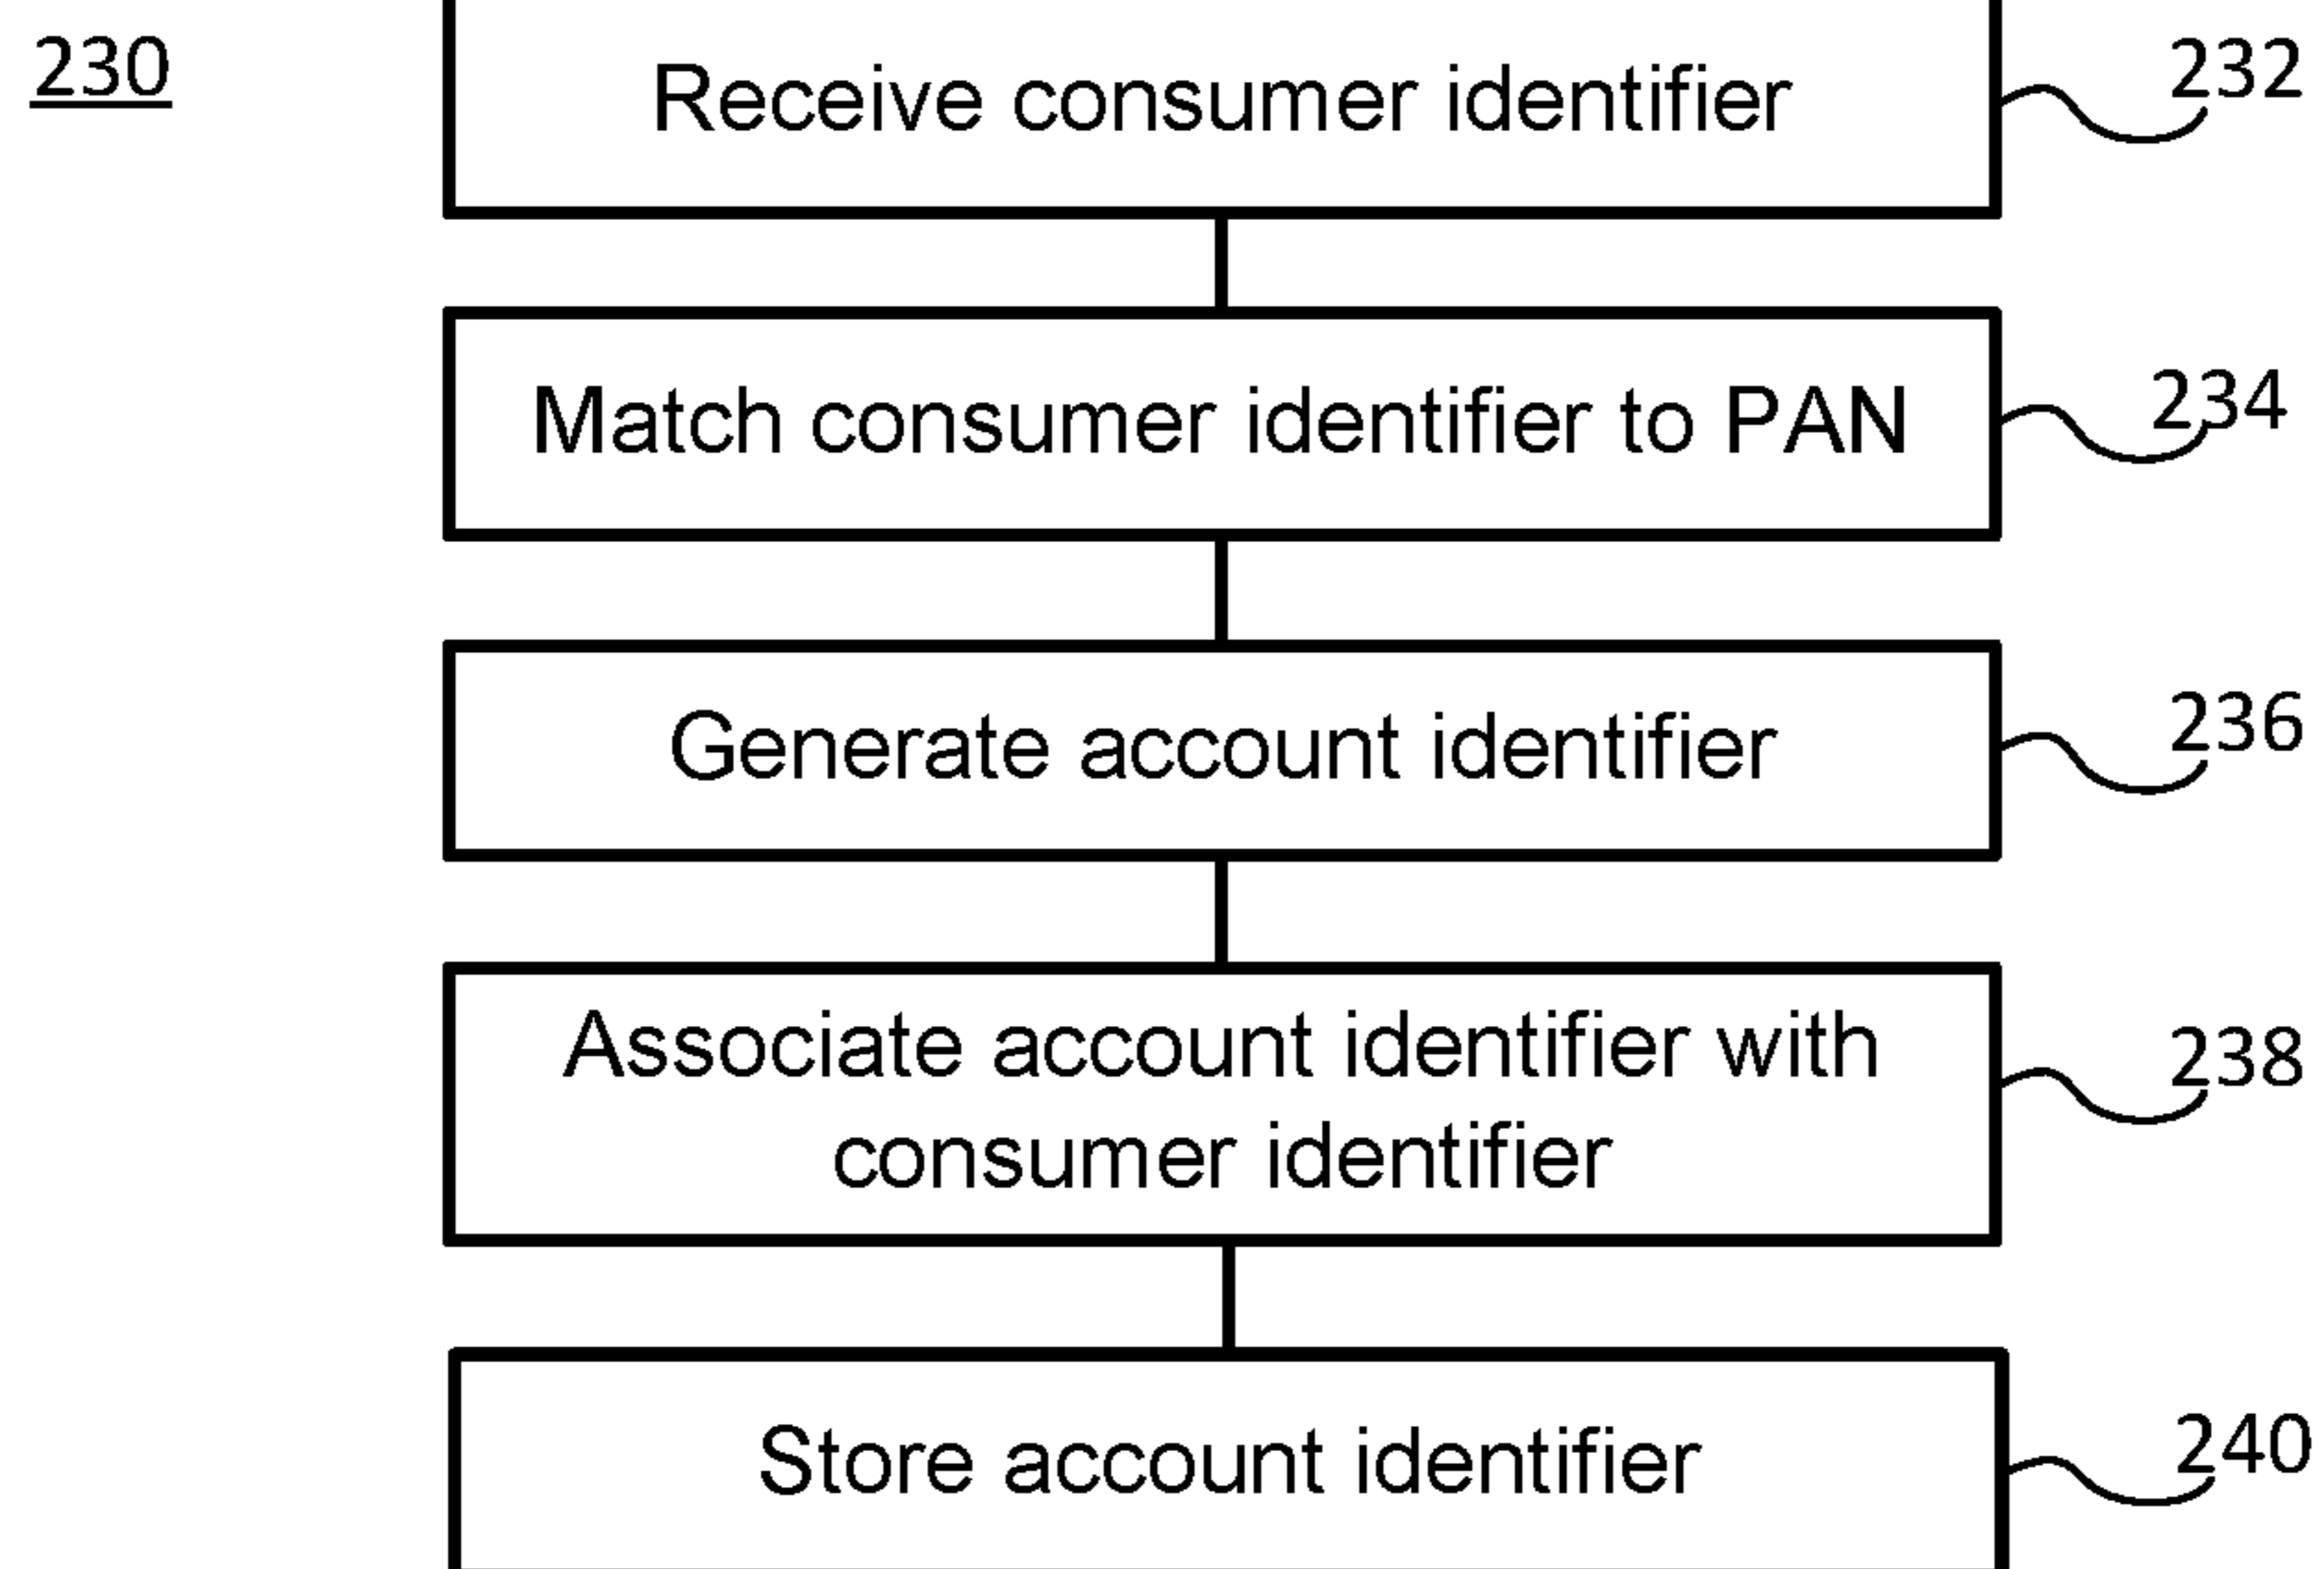 230
Receive consumer identifier
232
Match consumer identifier to PAN
234
Generate account identifier
236
Associate account identifier with
consumer identifier
238
Store account identifier
240